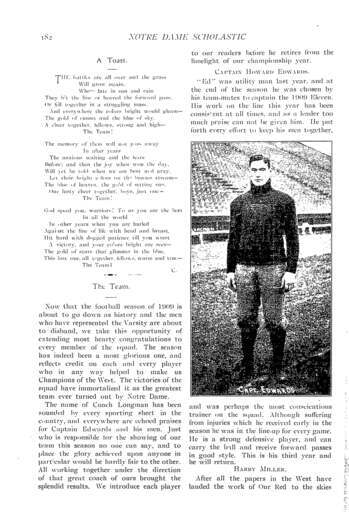 182
NOTRE DAME SCHOLASTIC
A Toast.
THE battles are all over and the grass
Will grow again,
Who— late in sun and rain
They hit the line or heaved the forward pass,
Or fill together in a struggling mass.
And everywhere the colors bright would gleam—
The gold of sunset and the blue of sky.
A cheer together, fellows, strong and high—
The Team!
The memory of them will not pass away
In after years
The anxious waiting and the tears
Before; and then the joy when won the day,
Will yet be told when we are bent and gray.
Let their bright colors on the breezes stream—
The blue of heaven, the gold of waving rye.
One lusty cheer together, boys, just one—
The Team!
God speed you, warriors! To us you are the best
In all the world
In other years when you are hurled
Against the line of life with head and breast,
Hit hard with dogged patience till you wrest
A victory, and your colors bright are seen—
The gold of stars that glimmer in the blue.
This last one, all together, fellows, warm and true—
The Team!
C.
The Team.
Now that the football season of 1909 is
about to go down as history and the men
who have represented the Varsity are about
to disband, we take this opportunity of
extending most hearty congratulations to
every member of the squad. The season
has indeed been a most glorious one, and
reflects credit on each and every player
who in any way helped to make us
Champions of the West. The victories of the
squad have immortalized it as the greatest
team ever turned out by Notre Dame.
The name of Coach Longman has been
sounded by every sporting sheet in the
country, and everywhere are echoed praises
for Captain Edwards and his men. Just
who is responsible for the showing of our
team this season no one can say, and to
place the glory achieved upon anyone in
particular would be hardly fair to the other.
All working together under the direction
of that great coach of ours brought the
splendid results. We introduce each player
to our readers before he retires from the
limelight of our championship year.
CAPTAIN HOWARD EDWARDS.
"Ed" was utility man last year, and at
the end of the season he was chosen by
his team-mates to captain the 1909 Eleven.
His work on the line this year has been
consistent at all times, and as a leader too
much praise can not be given him. He put
forth every effort to keep his men together,
CAPT. EDWARDS
and was perhaps the most conscientious
trainer on the squad. Although suffering
from injuries which he received early in the
season he was in the line-up for every game.
He is a strong defensive player, and can
carry the ball and receive forward passes
in good style. This is his third year and
he will return.
HARRY MILLER.
After all the papers in the West have
lauded the work of Our Red to the skies